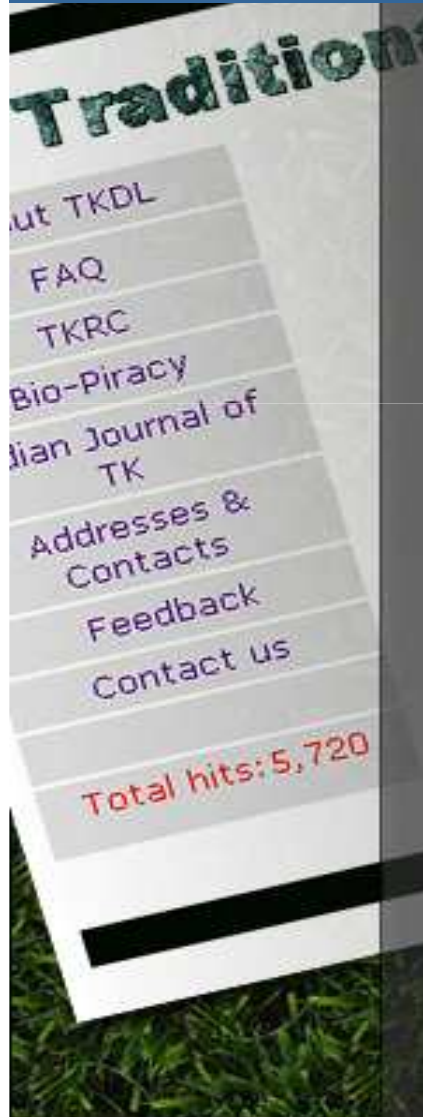 Tradition
ut TKDL
FAQ
TKRC
Bio-Piracy
dian Journal of
TK
Addresses &
Contacts
Feedback
Contact us
Total hits:5,720